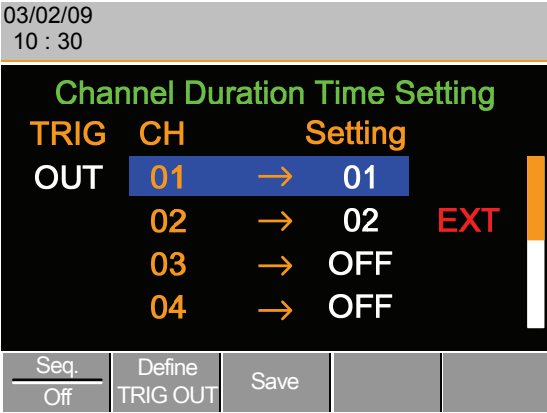 03/02/09
10 : 30
Channel Duration Time Setting
TRIG CH Setting
OUT 01 → 01
02 → 02 EXT
03 → OFF
04 → OFF
Seq. Off
Define TRIG OUT
Save